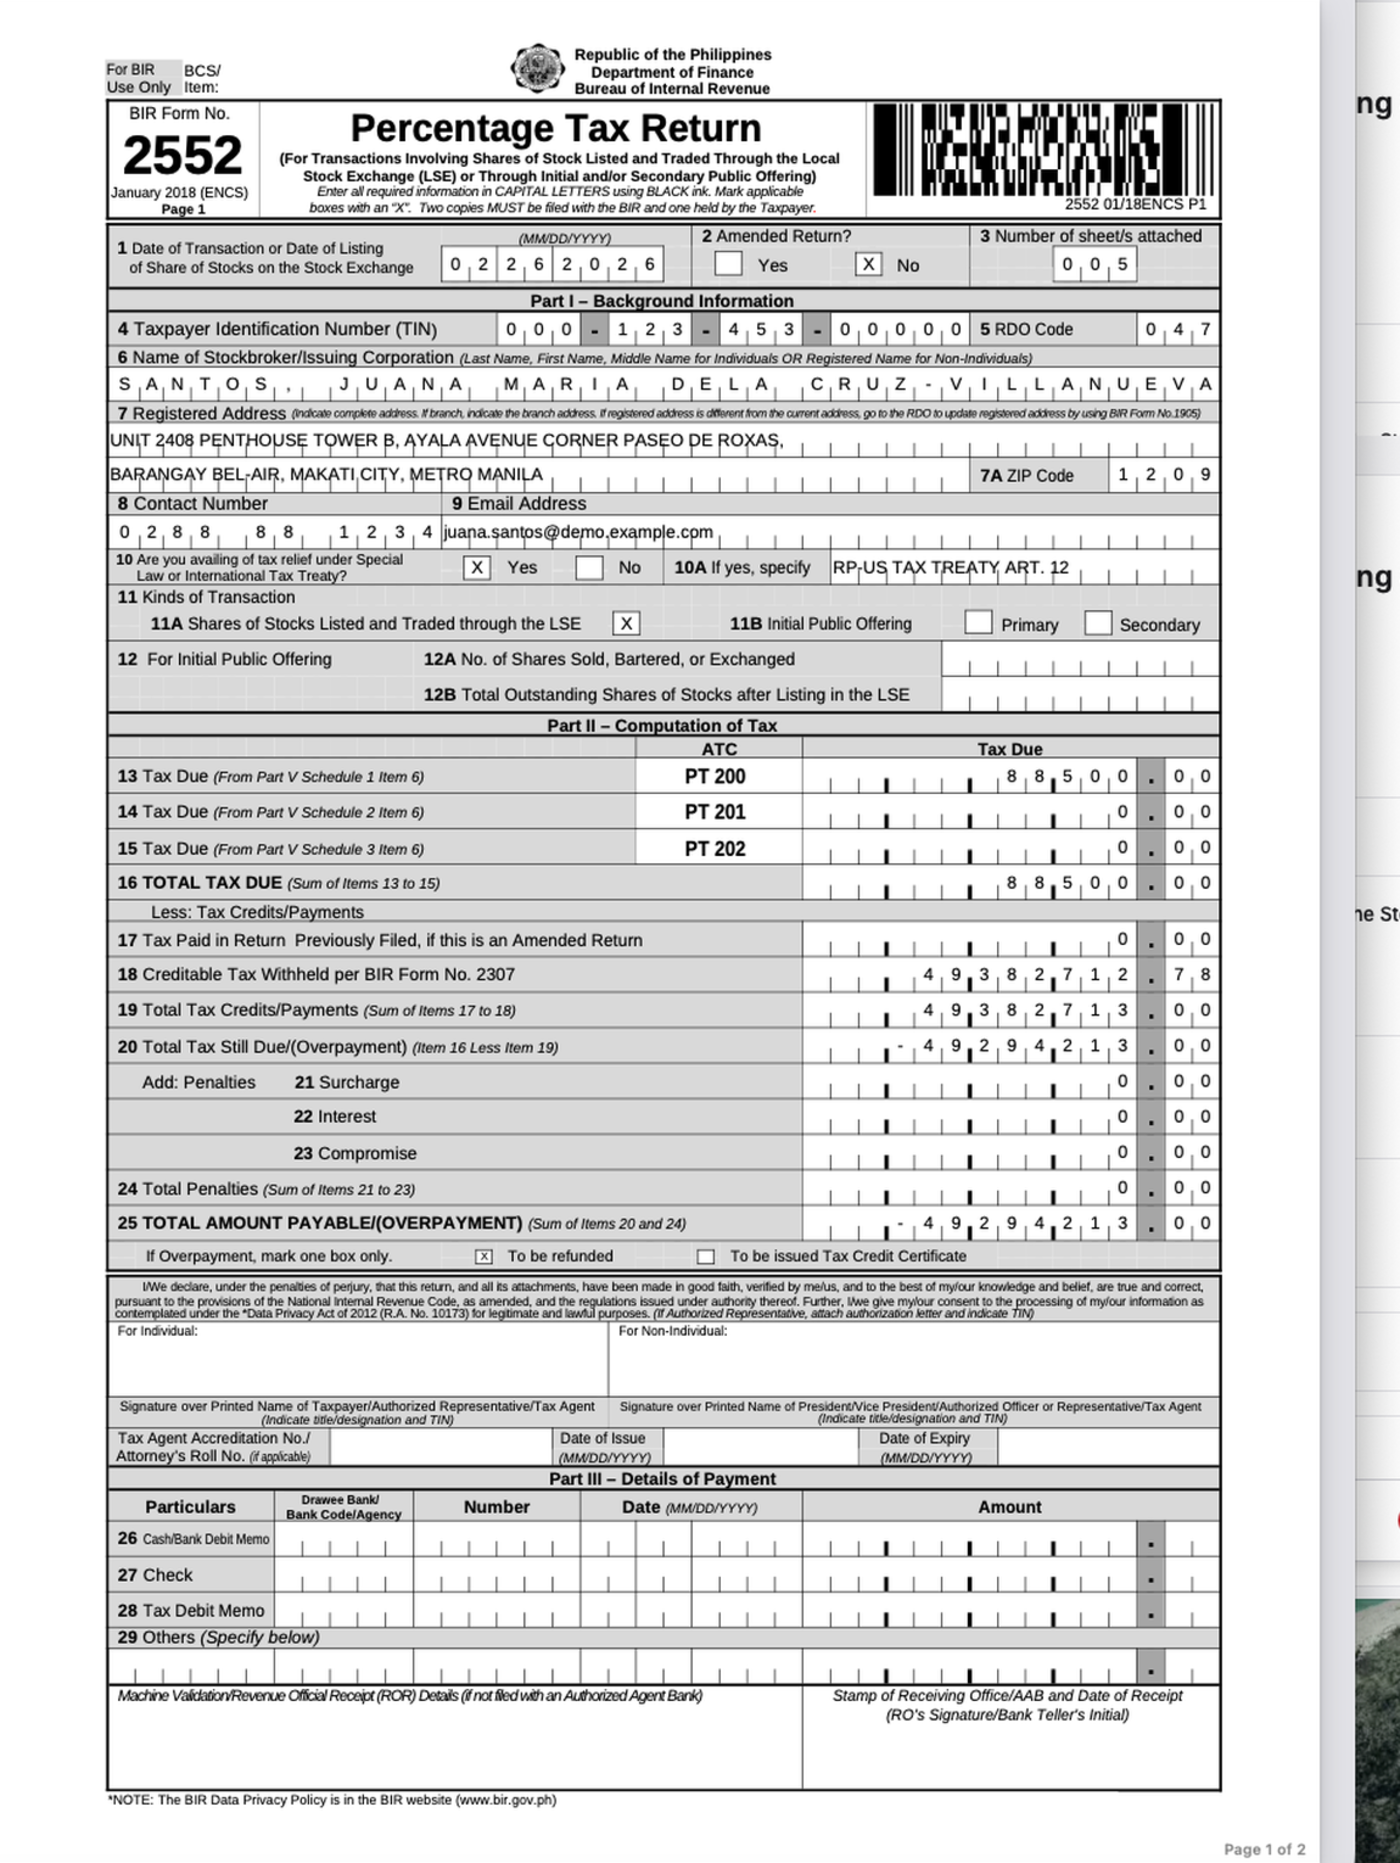 For BIR Use Only
BCS/ Item:
Republic of the Philippines
Department of Finance
Bureau of Internal Revenue
BIR Form No.
2552
January 2018 (ENCS)
Page 1
Percentage Tax Return
(For Transactions Involving Shares of Stock Listed and Traded Through the Local
Stock Exchange (LSE) or Through Initial and/or Secondary Public Offering)
Enter all required information in CAPITAL LETTERS using BLACK ink. Mark applicable
boxes with an “X”. Two copies MUST be filed with the BIR and one held by the Taxpayer.
2552 01/18ENCS P1
1 Date of Transaction or Date of Listing
of Share of Stocks on the Stock Exchange
(MM/DD/YYYY)
02262026
2 Amended Return?
Yes X No
3 Number of sheet/s attached
005
Part I – Background Information
4 Taxpayer Identification Number (TIN) 000 - 123 - 453 - 00000 5 RDO Code 047
6 Name of Stockbroker/Issuing Corporation (Last Name, First Name, Middle Name for Individuals OR Registered Name for Non-Individuals)
SANTOS, JUANA MARIA DELA CRUZ-VILLANUEVA
7 Registered Address (Indicate complete address. If branch, indicate the branch address. If registered address is different from the current address, go to the RDO to update registered address by using BIR Form No.1905)
UNIT 2408 PENTHOUSE TOWER B, AYALA AVENUE CORNER PASEO DE ROXAS,
BARANGAY BEL-AIR, MAKATI CITY, METRO MANILA 7A ZIP Code 1209
8 Contact Number 9 Email Address
0288 88 1234 juana.santos@demo.example.com
10 Are you availing of tax relief under Special
Law or International Tax Treaty?
X Yes No 10A If yes, specify RP-US TAX TREATY ART. 12
11 Kinds of Transaction
11A Shares of Stocks Listed and Traded through the LSE X 11B Initial Public Offering Primary Secondary
12 For Initial Public Offering 12A No. of Shares Sold, Bartered, or Exchanged
12B Total Outstanding Shares of Stocks after Listing in the LSE
Part II – Computation of Tax
ATC Tax Due
13 Tax Due (From Part V Schedule 1 Item 6) PT 200 88500.00
14 Tax Due (From Part V Schedule 2 Item 6) PT 201 0.00
15 Tax Due (From Part V Schedule 3 Item 6) PT 202 0.00
16 TOTAL TAX DUE (Sum of Items 13 to 15) 88500.00
Less: Tax Credits/Payments
17 Tax Paid in Return Previously Filed, if this is an Amended Return 0.00
18 Creditable Tax Withheld per BIR Form No. 2307 49382712.78
19 Total Tax Credits/Payments (Sum of Items 17 to 18) 49382713.00
20 Total Tax Still Due/(Overpayment) (Item 16 Less Item 19) -49294213.00
Add: Penalties 21 Surcharge 0.00
22 Interest 0.00
23 Compromise 0.00
24 Total Penalties (Sum of Items 21 to 23) 0.00
25 TOTAL AMOUNT PAYABLE/(OVERPAYMENT) (Sum of Items 20 and 24) -49294213.00
If Overpayment, mark one box only. x To be refunded To be issued Tax Credit Certificate
I/We declare, under the penalties of perjury, that this return, and all its attachments, have been made in good faith, verified by me/us, and to the best of my/our knowledge and belief, are true and correct,
pursuant to the provisions of the National Internal Revenue Code, as amended, and the regulations issued under authority thereof. Further, I/we give my/our consent to the processing of my/our information as
contemplated under the *Data Privacy Act of 2012 (R.A. No. 10173) for legitimate and lawful purposes. (If Authorized Representative, attach authorization letter and indicate TIN)
For Individual: For Non-Individual:
Signature over Printed Name of Taxpayer/Authorized Representative/Tax Agent
(Indicate title/designation and TIN)
Signature over Printed Name of President/Vice President/Authorized Officer or Representative/Tax Agent
(Indicate title/designation and TIN)
Tax Agent Accreditation No./
Attorney's Roll No. (if applicable)
Date of Issue
(MM/DD/YYYY)
Date of Expiry
(MM/DD/YYYY)
Part III – Details of Payment
Particulars Drawee Bank/ Bank Code/Agency Number Date (MM/DD/YYYY) Amount
26 Cash/Bank Debit Memo .
27 Check .
28 Tax Debit Memo .
29 Others (Specify below)
.
Machine Validation/Revenue Official Receipt (ROR) Details (if not filed with an Authorized Agent Bank)
Stamp of Receiving Office/AAB and Date of Receipt
(RO's Signature/Bank Teller's Initial)
*NOTE: The BIR Data Privacy Policy is in the BIR website (www.bir.gov.ph)
Page 1 of 2
ng
ng